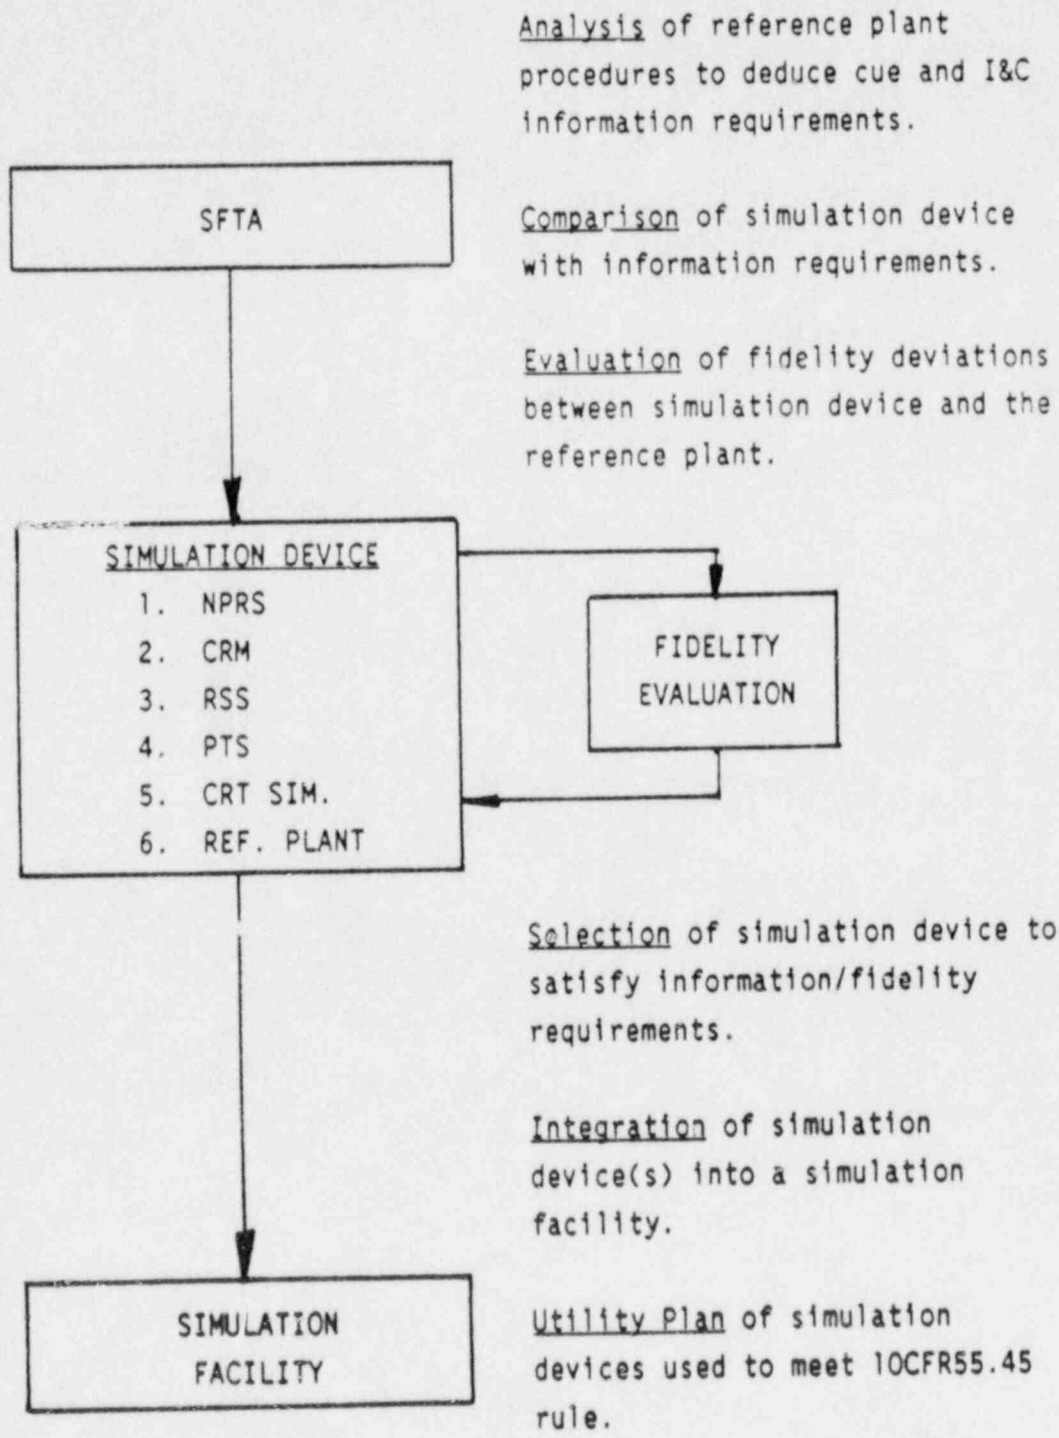 Analysis of reference plant
procedures to deduce cue and I&C
information requirements.
SFTA
Comparison of simulation device
with information requirements.
Evaluation of fidelity deviations
between simulation device and the
reference plant.
SIMULATION DEVICE
1. NPRS
2. CRM
3. RSS
4. PTS
5. CRT SIM.
6. REF. PLANT
FIDELITY
EVALUATION
Selection of simulation device to
satisfy information/fidelity
requirements.
Integration of simulation
device(s) into a simulation
facility.
SIMULATION
FACILITY
Utility Plan of simulation
devices used to meet 10CFR55.45
rule.